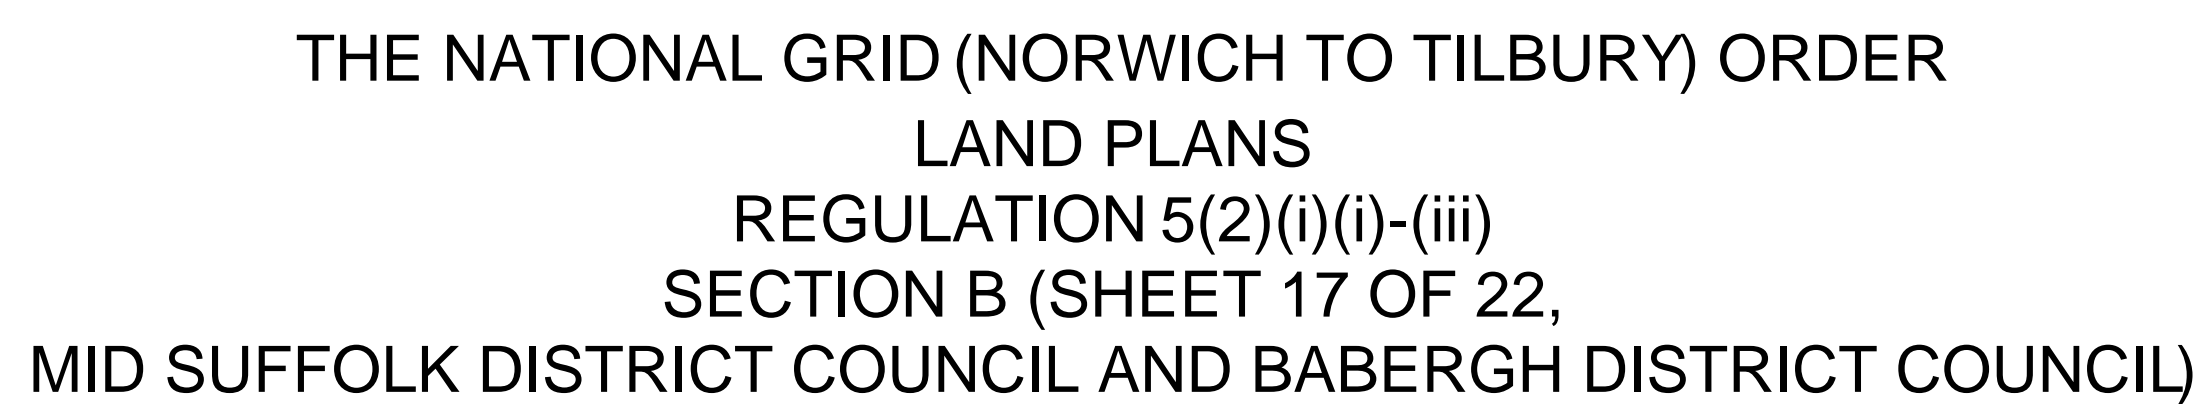 THE NATIONAL GRID (NORWICH TO TILBURY) ORDER
LAND PLANS
REGULATION 5(2)(i)(i)-(iii)
SECTION B (SHEET 17 OF 22,
MID SUFFOLK DISTRICT COUNCIL AND BABERGH DISTRICT COUNCIL)